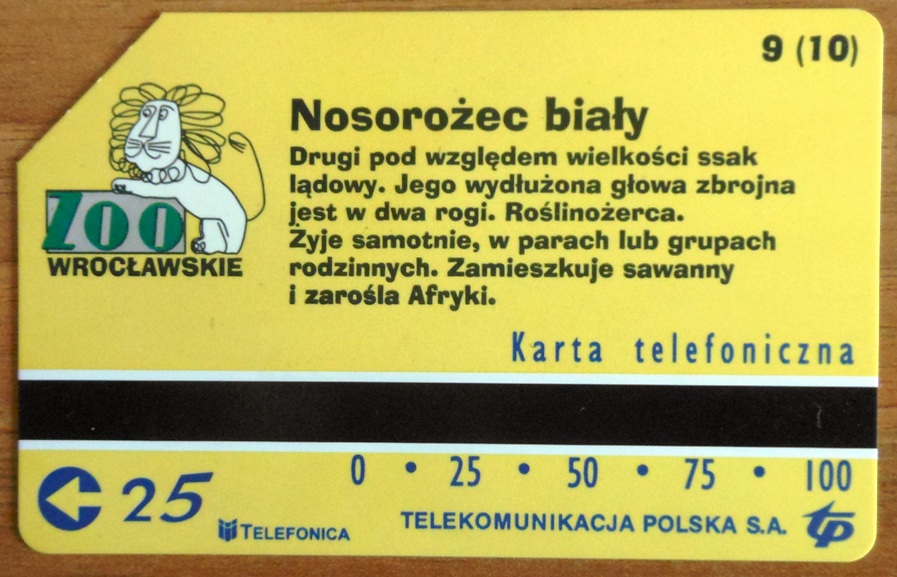 9 (10)
ZOO
WROCŁAWSKIE
Nosorożec biały
Drugi pod względem wielkości ssak
lądowy. Jego wydłużona głowa zbrojna
jest w dwa rogi. Roślinożerca.
Żyje samotnie, w parach lub grupach
rodzinnych. Zamieszkuje sawanny
i zarośla Afryki.
Karta telefoniczna
0 • 25 • 50 • 75 • 100
25
TELEFONICA
TELEKOMUNIKACJA POLSKA S.A.
tp